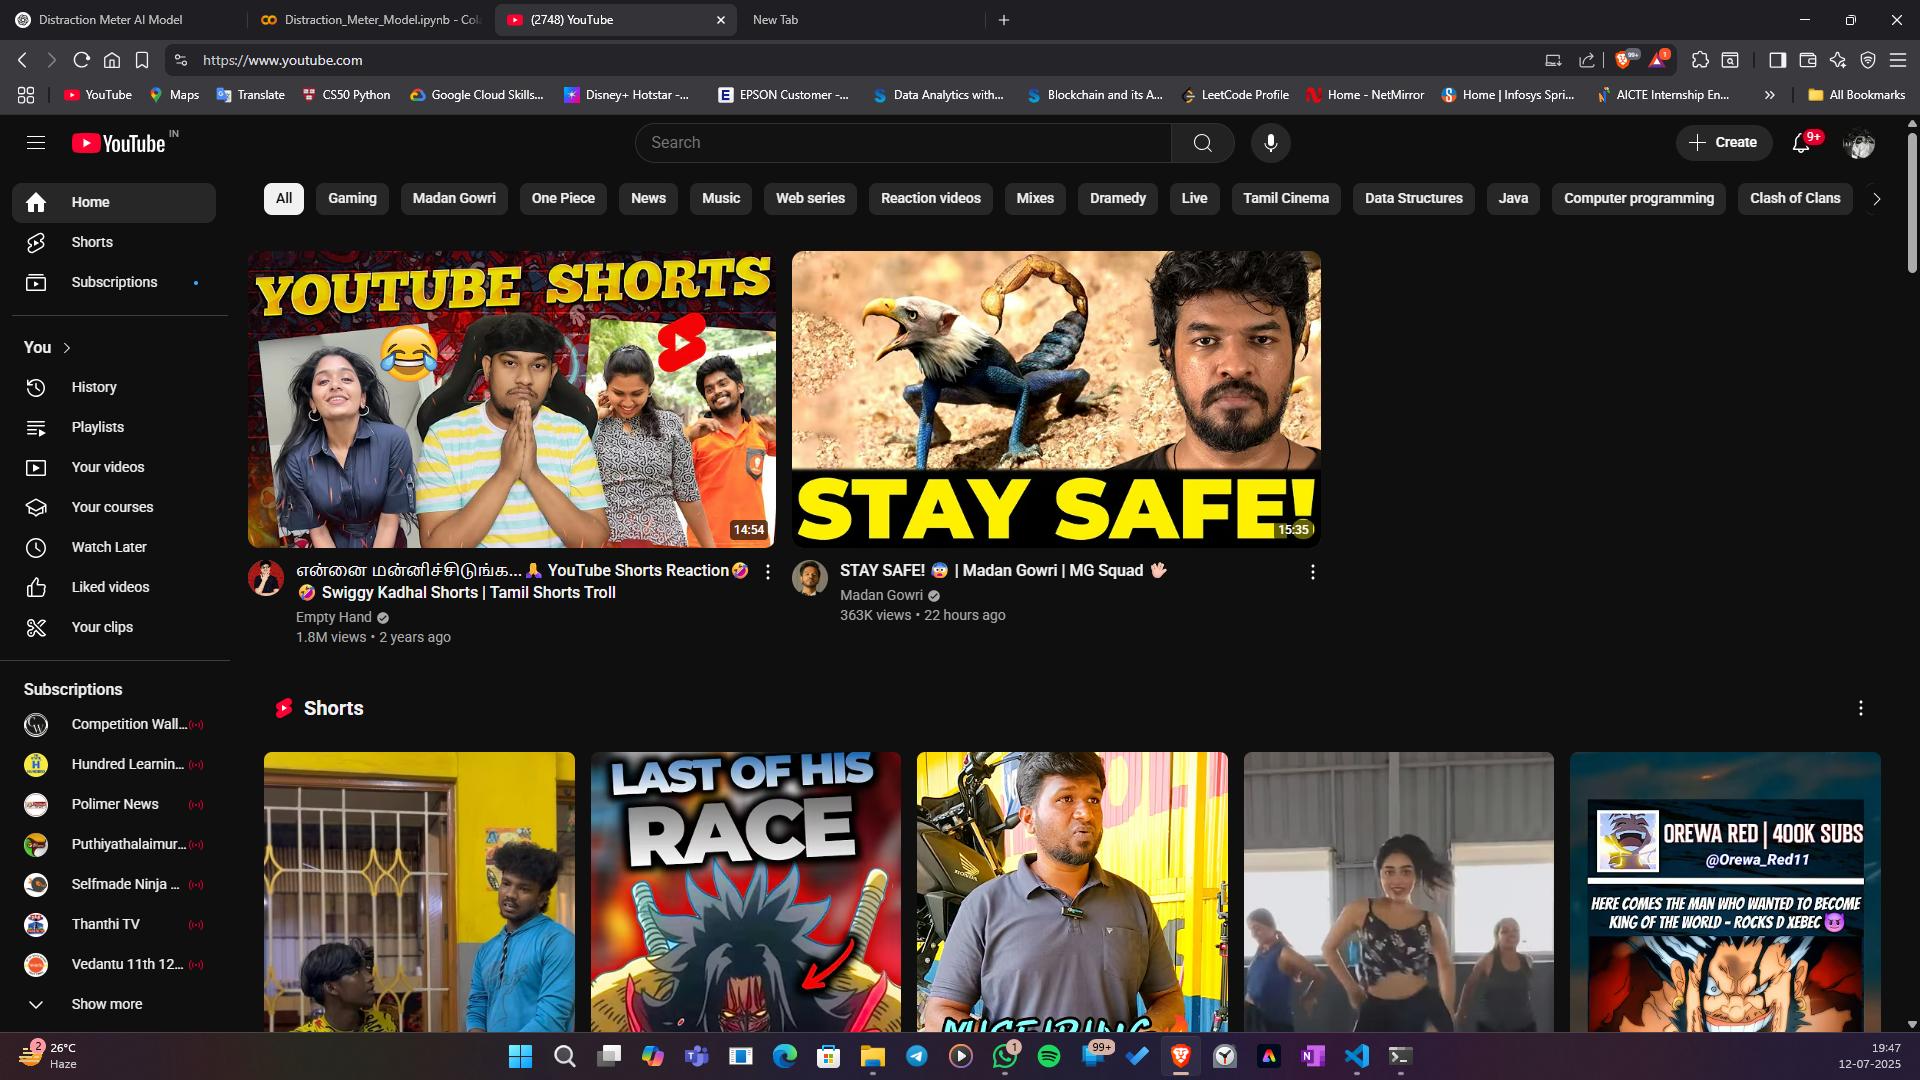 Distraction Meter AI Model
Distraction_Meter_Model.ipynb - Col
(2748) YouTube
New Tab
https://www.youtube.com
99+
1
YouTube
Maps
Translate
CS50 Python
Google Cloud Skills...
Disney+ Hotstar -...
EPSON Customer -...
Data Analytics with...
Blockchain and its A...
LeetCode Profile
Home - NetMirror
Home | Infosys Spri...
AICTE Internship En...
All Bookmarks
YouTube IN
Search
Create
9+
Home
Shorts
Subscriptions
You
History
Playlists
Your videos
Your courses
Watch Later
Liked videos
Your clips
Subscriptions
Competition Wall...
Hundred Learnin...
Polimer News
Puthiyathalaimur...
Selfmade Ninja ...
Thanthi TV
Vedantu 11th 12...
Show more
All
Gaming
Madan Gowri
One Piece
News
Music
Web series
Reaction videos
Mixes
Dramedy
Live
Tamil Cinema
Data Structures
Java
Computer programming
Clash of Clans
YOUTUBE SHORTS
14:54
என்னை மன்னிச்சிடுங்க...🙏 YouTube Shorts Reaction🤣
🤣 Swiggy Kadhal Shorts | Tamil Shorts Troll
Empty Hand
1.8M views • 2 years ago
STAY SAFE!
15:35
STAY SAFE! 😨 | Madan Gowri | MG Squad 🖐🏻
Madan Gowri
363K views • 22 hours ago
Shorts
LAST OF HIS
RACE
OREWA RED | 400K SUBS
@Orewa_Red11
HERE COMES THE MAN WHO WANTED TO BECOME
KING OF THE WORLD - ROCKS D XEBEC 😈
2
26°C
Haze
1
99+
19:47
12-07-2025